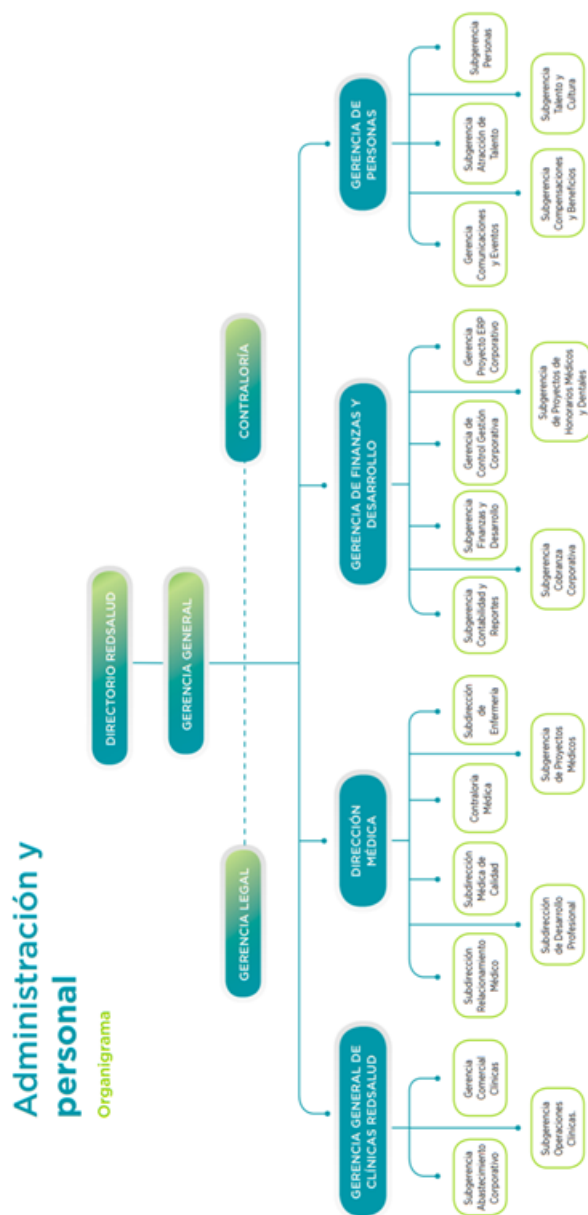 Administración y
personal
Organigrama
DIRECTORIO REDSALUD
GERENCIA GENERAL
GERENCIA LEGAL
CONTRALORÍA
GERENCIA GENERAL DE
CLÍNICAS REDSALUD
DIRECCIÓN
MÉDICA
GERENCIA DE FINANZAS Y
DESARROLLO
GERENCIA DE
PERSONAS
Subgerencia
Abastecimiento
Corporativo
Gerencia
Comercial
Clínicas
Subgerencia
Operaciones
Clínicas.
Subdirección
Relacionamiento
Médico
Subdirección
Médica de
Calidad
Contraloría
Médica
Subdirección
de
Enfermería
Subdirección
de Desarrollo
Profesional
Subgerencia
de Proyectos
Médicos
Subgerencia
Contabilidad y
Reportes
Subgerencia
Finanzas y
Desarrollo
Gerencia de
Control Gestión
Corporativa
Gerencia
Proyecto ERP
Corporativo
Subgerencia
Cobranza
Corporativa
Subgerencia
de Proyectos de
Honorarios Médicos
y Dentales
Gerencia
Comunicaciones
y Eventos
Subgerencia
Atracción de
Talento
Subgerencia
Personas
Subgerencia
Compensaciones
y Beneficios
Subgerencia
Talento y
Cultura